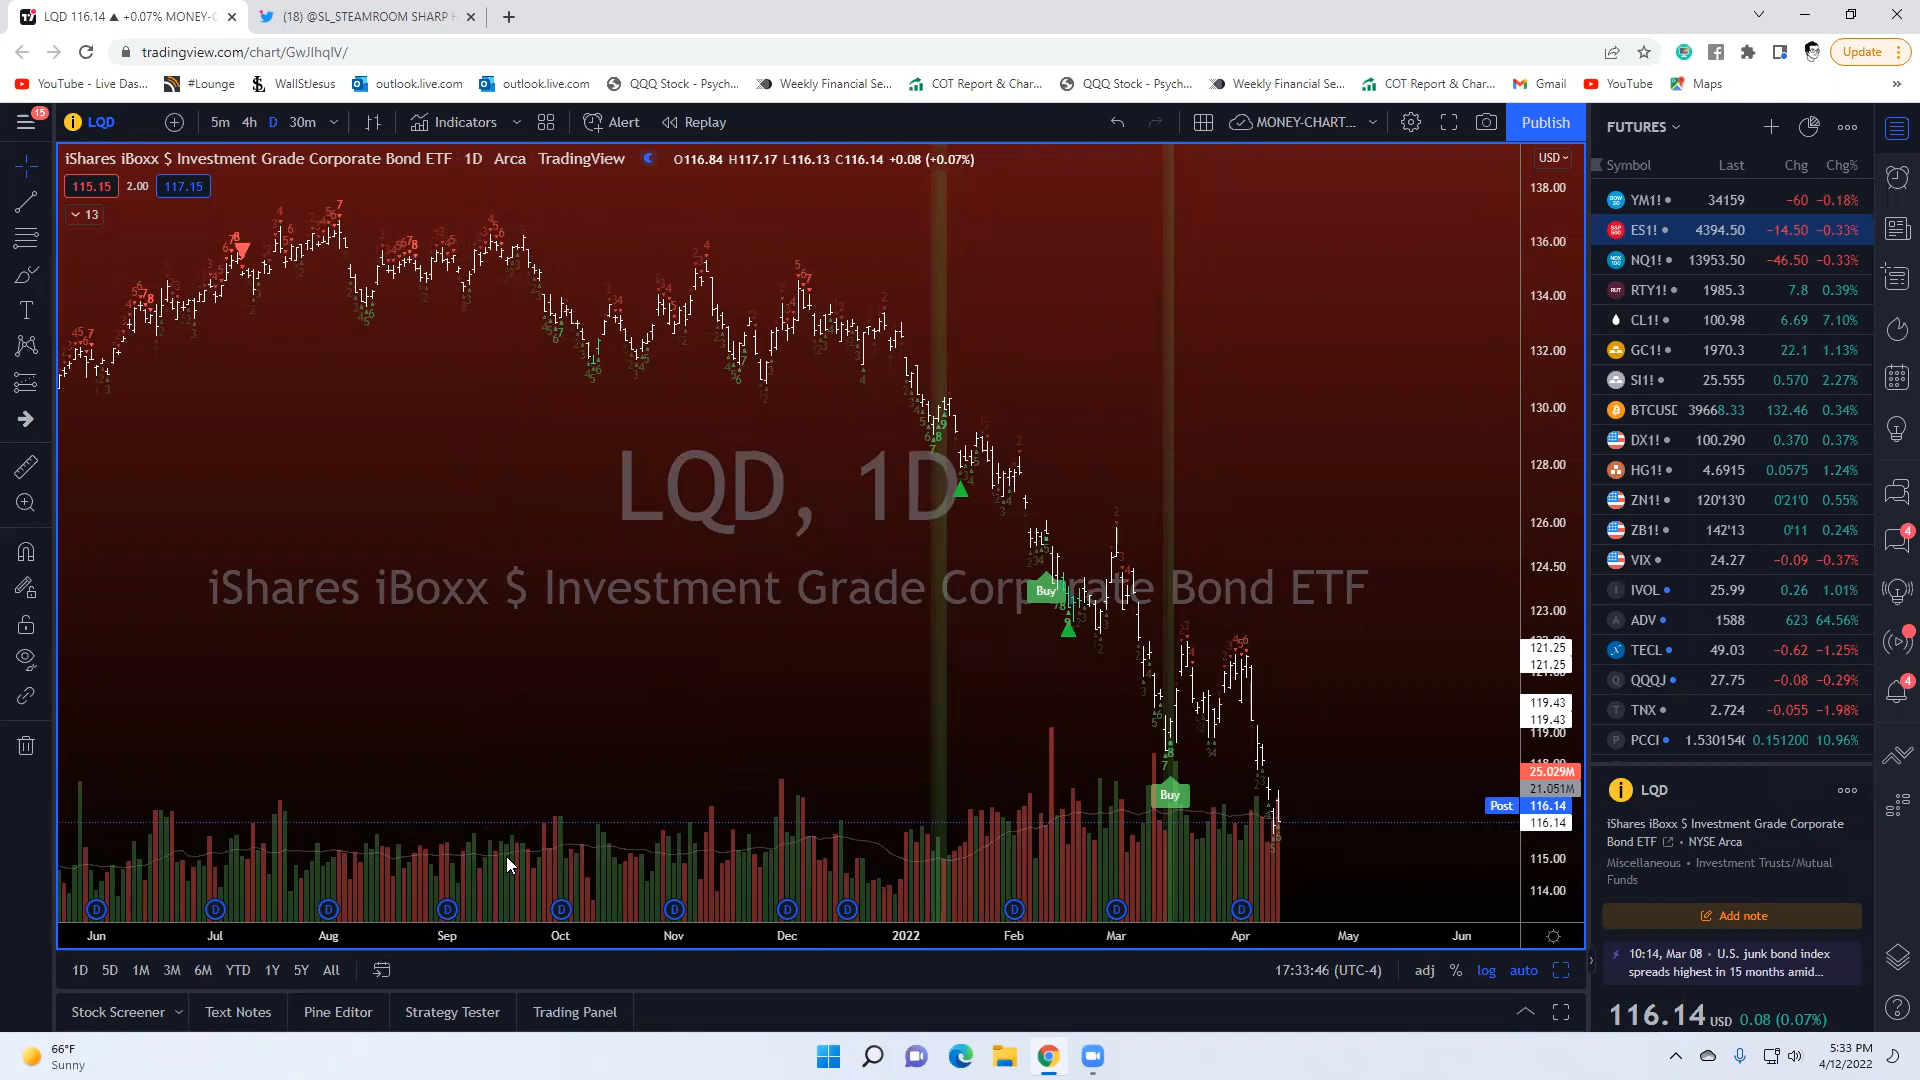 LQD 116.14 ▲ +0.07% MONEY-C
(18) @SL_STEAMROOM SHARP
tradingview.com/chart/GwJIhqIV/
Update
YouTube - Live Das...
#Lounge
WallStJesus
outlook.live.com
outlook.live.com
QQQ Stock - Psych...
Weekly Financial Se...
COT Report & Char...
QQQ Stock - Psych...
Weekly Financial Se...
COT Report & Char...
Gmail
YouTube
Maps
15
LQD
5m 4h D 30m
Indicators
Alert
Replay
MONEY-CHART...
Publish
iShares iBoxx $ Investment Grade Corporate Bond ETF 1D Arca TradingView
O116.84 H117.17 L116.13 C116.14 +0.08 (+0.07%)
115.15 2.00 117.15
13
USD
LQD, 1D
iShares iBoxx $ Investment Grade Corporate Bond ETF
Buy
Buy
138.00
136.00
134.00
132.00
130.00
128.00
126.00
124.50
123.00
121.25
121.25
119.43
119.43
119.00
25.029M
21.051M
Post 116.14
116.14
115.00
114.00
Jun Jul Aug Sep Oct Nov Dec 2022 Feb Mar Apr May Jun
1D 5D 1M 3M 6M YTD 1Y 5Y All
17:33:46 (UTC-4)
adj % log auto
Stock Screener
Text Notes
Pine Editor
Strategy Tester
Trading Panel
FUTURES
Symbol Last Chg Chg%
YM1! 34159 −60 −0.18%
ES1! 4394.50 −14.50 −0.33%
NQ1! 13953.50 −46.50 −0.33%
RTY1! 1985.3 7.8 0.39%
CL1! 100.98 6.69 7.10%
GC1! 1970.3 22.1 1.13%
SI1! 25.555 0.570 2.27%
BTCUSD 39668.33 132.46 0.34%
DX1! 100.290 0.370 0.37%
HG1! 4.6915 0.0575 1.24%
ZN1! 120'13'0 0'21'0 0.55%
ZB1! 142'13 0'11 0.24%
VIX 24.27 −0.09 −0.37%
IVOL 25.99 0.26 1.01%
ADV 1588 623 64.56%
TECL 49.03 −0.62 −1.25%
QQQJ 27.75 −0.08 −0.29%
TNX 2.724 −0.055 −1.98%
PCCI 1.530154 0.151200 10.96%
LQD
iShares iBoxx $ Investment Grade Corporate
Bond ETF • NYSE Arca
Miscellaneous • Investment Trusts/Mutual
Funds
Add note
10:14, Mar 08 • U.S. junk bond index
spreads highest in 15 months amid...
116.14 USD 0.08 (0.07%)
4
4
66°F
Sunny
5:33 PM
4/12/2022